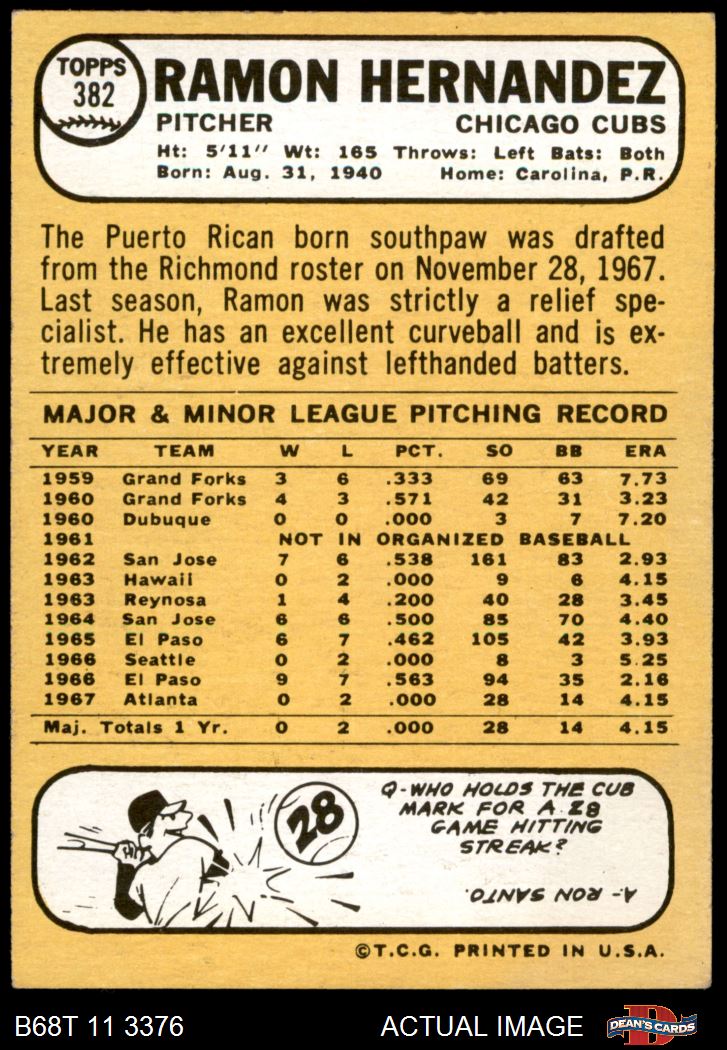 TOPPS
382
RAMON HERNANDEZ
PITCHER CHICAGO CUBS
Ht: 5'11" Wt: 165 Throws: Left Bats: Both
Born: Aug. 31, 1940 Home: Carolina, P.R.
The Puerto Rican born southpaw was drafted
from the Richmond roster on November 28, 1967.
Last season, Ramon was strictly a relief spe-
cialist. He has an excellent curveball and is ex-
tremely effective against lefthanded batters.
MAJOR & MINOR LEAGUE PITCHING RECORD
YEAR TEAM W L PCT. SO BB ERA
1959 Grand Forks 3 6 .333 69 63 7.73
1960 Grand Forks 4 3 .571 42 31 3.23
1960 Dubuque 0 0 .000 3 7 7.20
1961 NOT IN ORGANIZED BASEBALL
1962 San Jose 7 6 .538 161 83 2.93
1963 Hawaii 0 2 .000 9 6 4.15
1963 Reynosa 1 4 .200 40 28 3.45
1964 San Jose 6 6 .500 85 70 4.40
1965 El Paso 6 7 .462 105 42 3.93
1966 Seattle 0 2 .000 8 3 5.25
1966 El Paso 9 7 .563 94 35 2.16
1967 Atlanta 0 2 .000 28 14 4.15
Maj. Totals 1 Yr. 0 2 .000 28 14 4.15
28
HIT
Q-WHO HOLDS THE CUB
MARK FOR A 28
GAME HITTING
STREAK?
A- RON SANTO.
©T.C.G. PRINTED IN U.S.A.
B68T 11 3376 ACTUAL IMAGE
D
DEAN'S CARDS